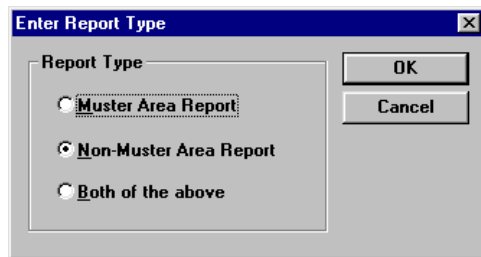 Enter Report Type
Report Type
Muster Area Report
Non-Muster Area Report
Both of the above
OK
Cancel